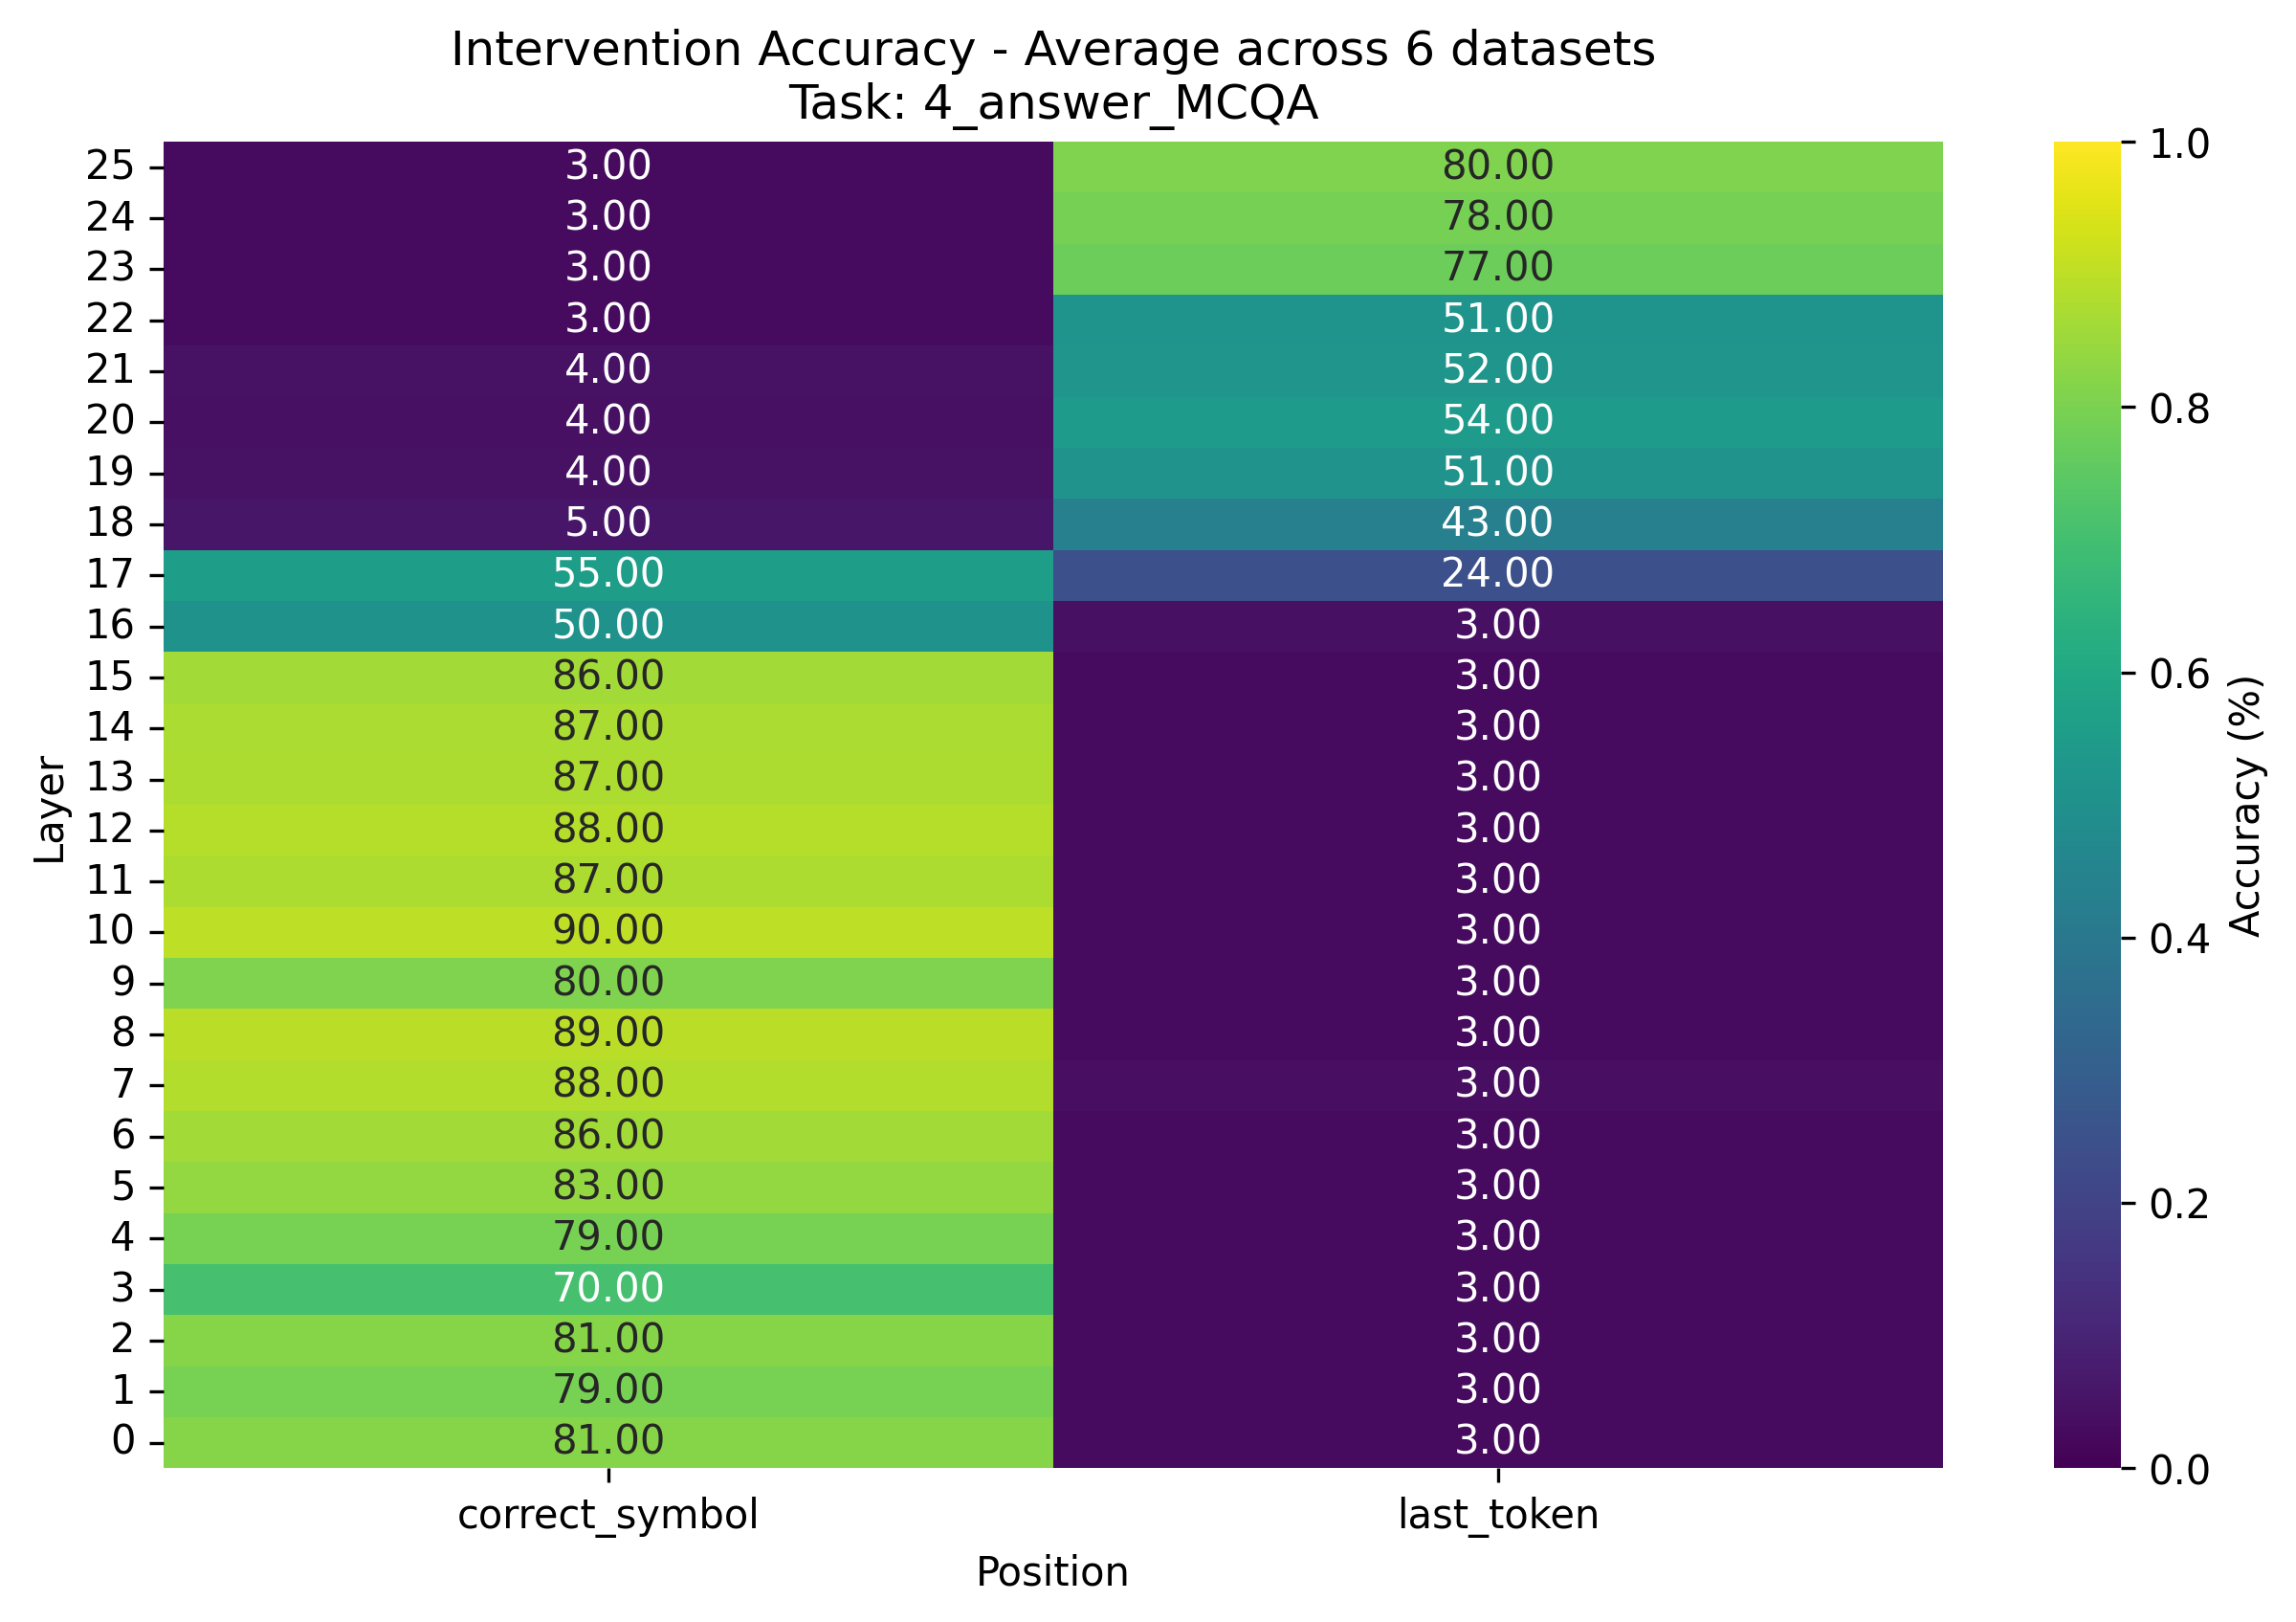 Intervention Accuracy - Average across 6 datasets
Task: 4_answer_MCQA
25 3.00 80.00
24 3.00 78.00
23 3.00 77.00
22 3.00 51.00
21 4.00 52.00
20 4.00 54.00
19 4.00 51.00
18 5.00 43.00
17 55.00 24.00
16 50.00 3.00
15 86.00 3.00
14 87.00 3.00
13 87.00 3.00
12 88.00 3.00
11 87.00 3.00
10 90.00 3.00
9 80.00 3.00
8 89.00 3.00
7 88.00 3.00
6 86.00 3.00
5 83.00 3.00
4 79.00 3.00
3 70.00 3.00
2 81.00 3.00
1 79.00 3.00
0 81.00 3.00
correct_symbol last_token
Position
Layer
1.0
0.8
0.6
0.4
0.2
0.0
Accuracy (%)